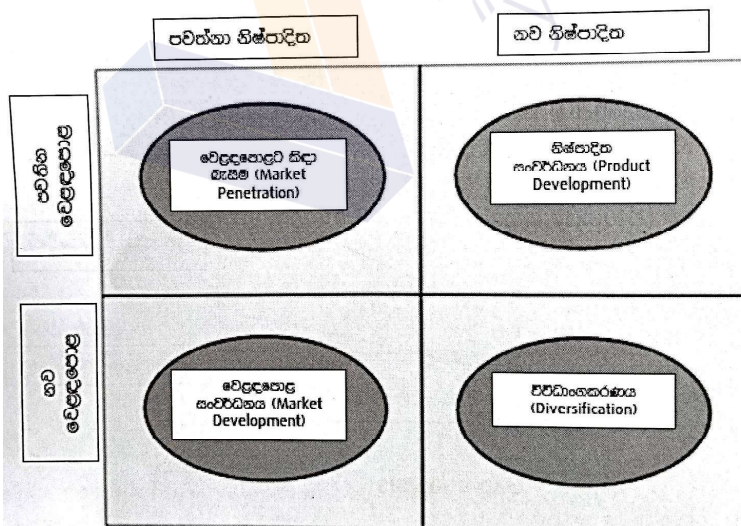 පවත්නා නිෂ්පාදිත
නව නිෂ්පාදිත
පවතින
වෙළඳපොළ
වෙළඳපොළට කිඳා
බැසීම (Market
Penetration)
නිෂ්පාදිත
සංවර්ධනය (Product
Development)
නව
වෙළඳපොළ
වෙළඳපොළ
සංවර්ධනය (Market
Development)
විවිධාංගකරණය
(Diversification)